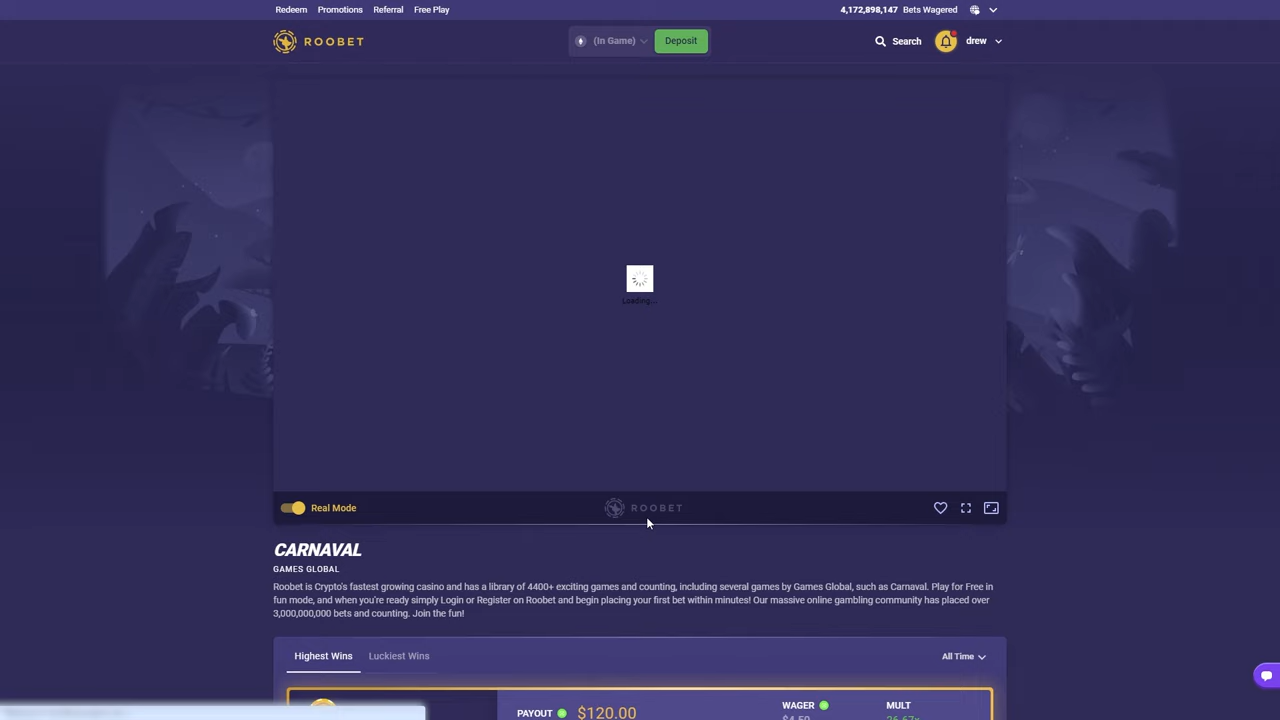 Redeem Promotions Referral Free Play 4,172,898,147 Bets Wagered
ROOBET (In Game) Deposit Search drew
Loading...
Real Mode ROOBET
CARNAVAL
GAMES GLOBAL
Roobet is Crypto's fastest growing casino and has a library of 4400+ exciting games and counting, including several games by Games Global, such as Carnaval. Play for Free in
fun mode, and when you're ready simply Login or Register on Roobet and begin placing your first bet within minutes! Our massive online gambling community has placed over
3,000,000,000 bets and counting. Join the fun!
Highest Wins Luckiest Wins All Time
WAGER MULT
PAYOUT $120.00
$4.50 26.67x